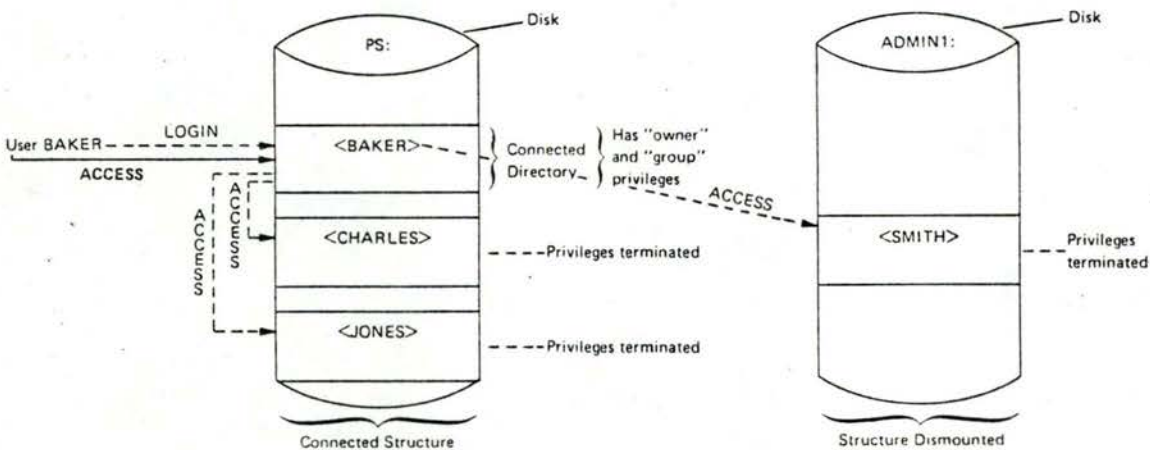 Disk
PS:
Disk
ADMIN1:
User BAKER
LOGIN
ACCESS
<BAKER>
Connected
Directory
Has "owner"
and "group"
privileges
ACCESS
ACCESS
ACCESS
<CHARLES>
Privileges terminated
<SMITH>
Privileges
terminated
<JONES>
Privileges terminated
Connected Structure
Structure Dismounted